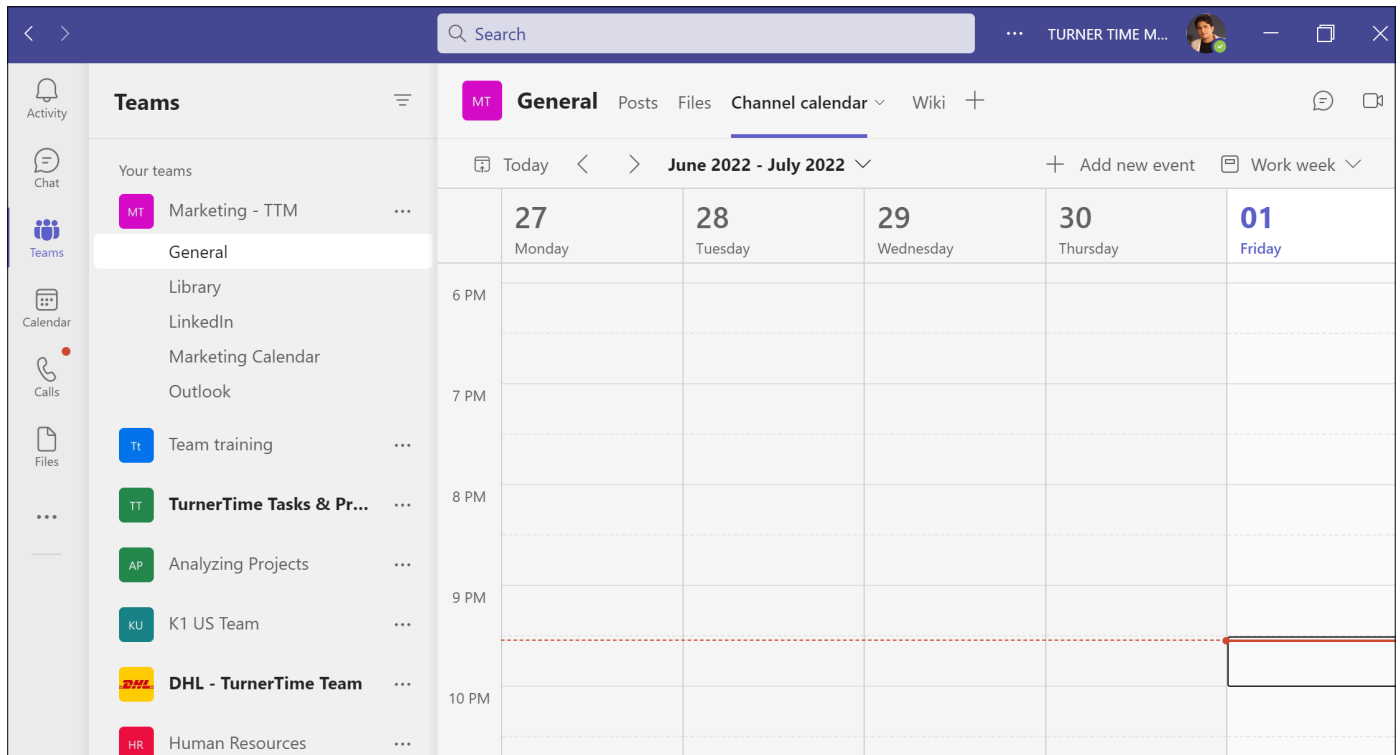 Search
TURNER TIME M...
Activity
Chat
Teams
Calendar
Calls
Files
Teams
Your teams
MT Marketing - TTM
General
Library
LinkedIn
Marketing Calendar
Outlook
Tt Team training
TT TurnerTime Tasks & Pr...
AP Analyzing Projects
KU K1 US Team
DHL DHL - TurnerTime Team
HR Human Resources
MT General Posts Files Channel calendar Wiki
Today June 2022 - July 2022 Add new event Work week
27 28 29 30 01
Monday Tuesday Wednesday Thursday Friday
6 PM
7 PM
8 PM
9 PM
10 PM